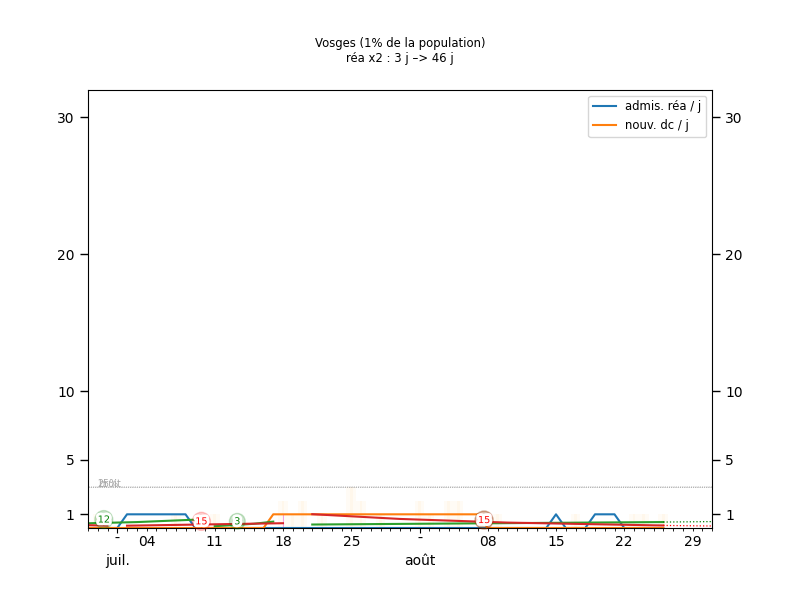 Vosges (1% de la population)
réa x2 : 3 j –> 46 j
admis. réa / j
nouv. dc / j
30 30
20 20
10 10
5 5
12 15 3 15
1 1
- 04 11 18 25 - 08 15 22 29
juil. août